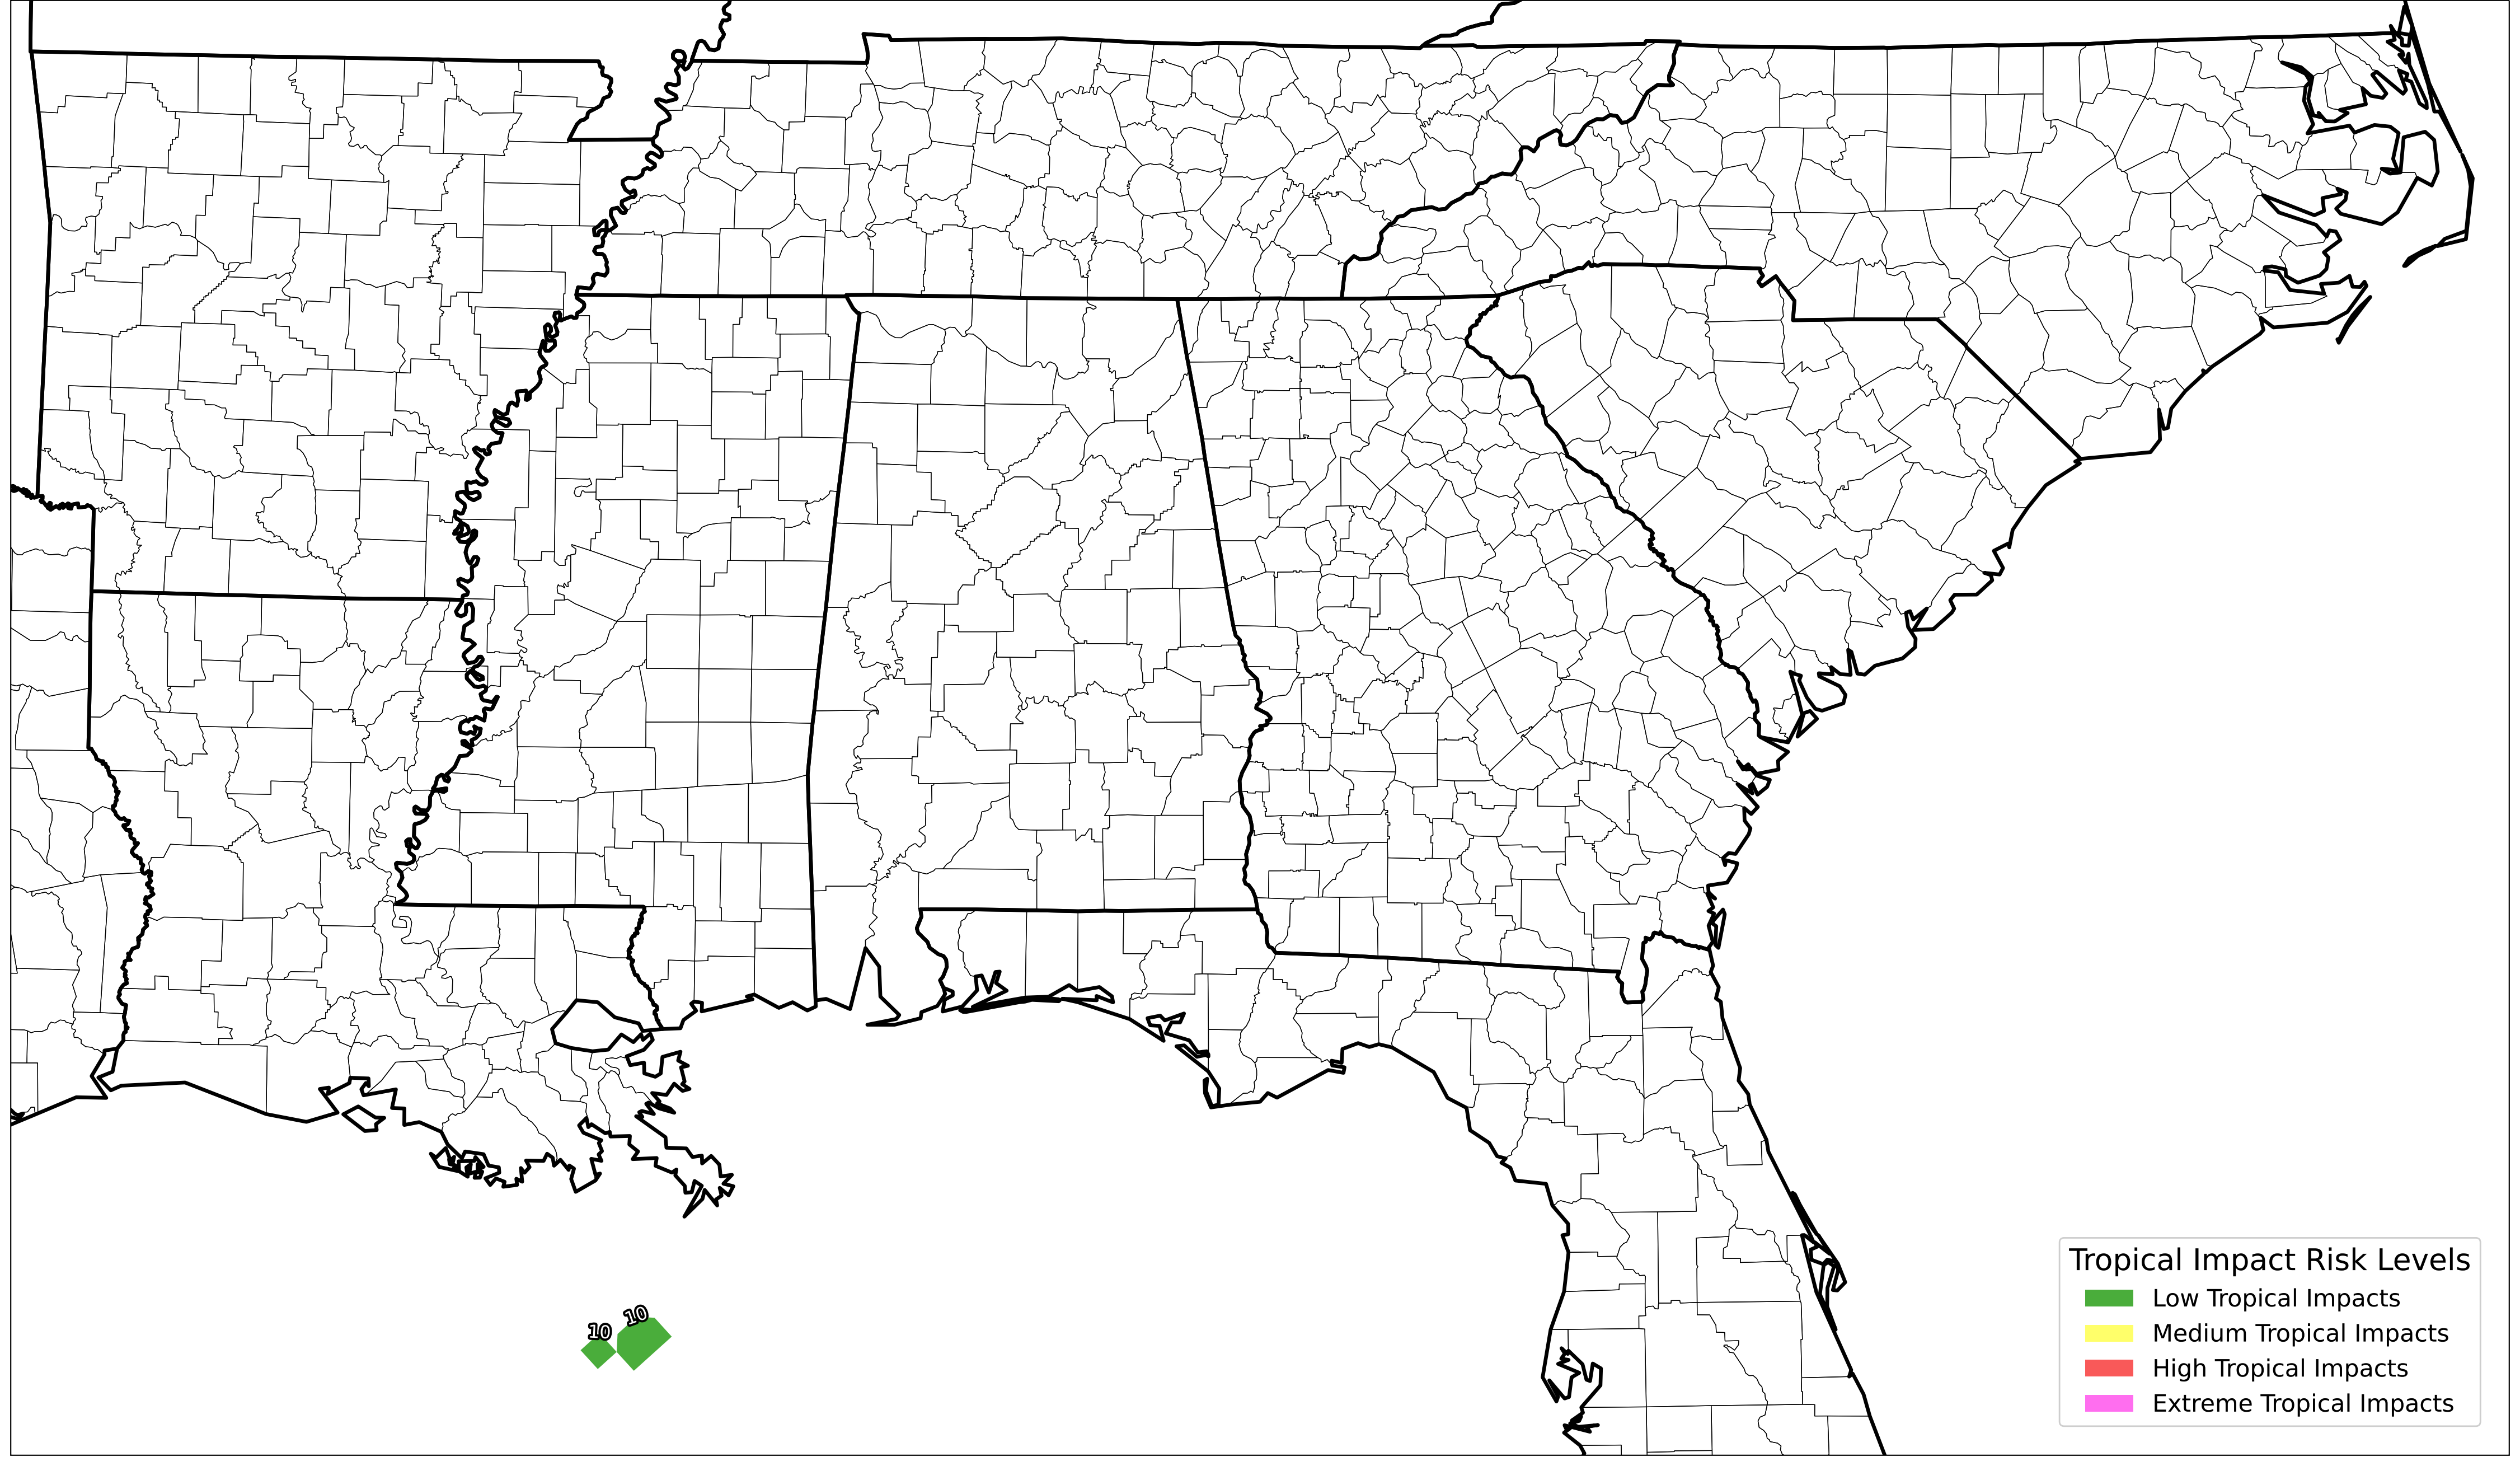 10
10
Tropical Impact Risk Levels
Low Tropical Impacts
Medium Tropical Impacts
High Tropical Impacts
Extreme Tropical Impacts